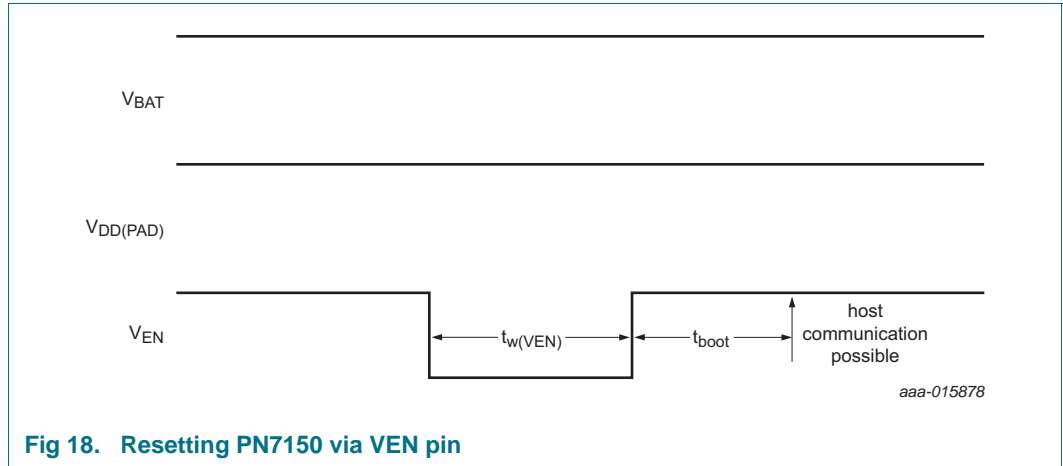 VBAT
VDD(PAD)
VEN
tw(VEN)
tboot
host
communication
possible
aaa-015878
Fig 18. Resetting PN7150 via VEN pin